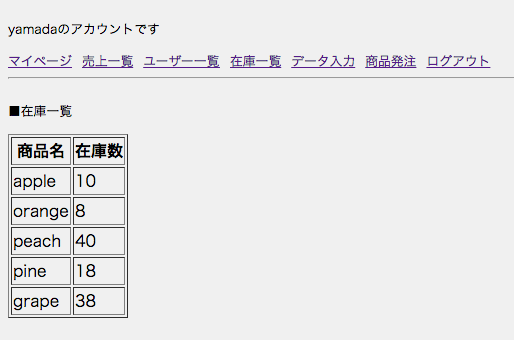 yamadaのアカウントです
マイページ 売上一覧 ユーザー一覧 在庫一覧 データ入力 商品発注 ログアウト
■在庫一覧
商品名 在庫数
apple 10
orange 8
peach 40
pine 18
grape 38